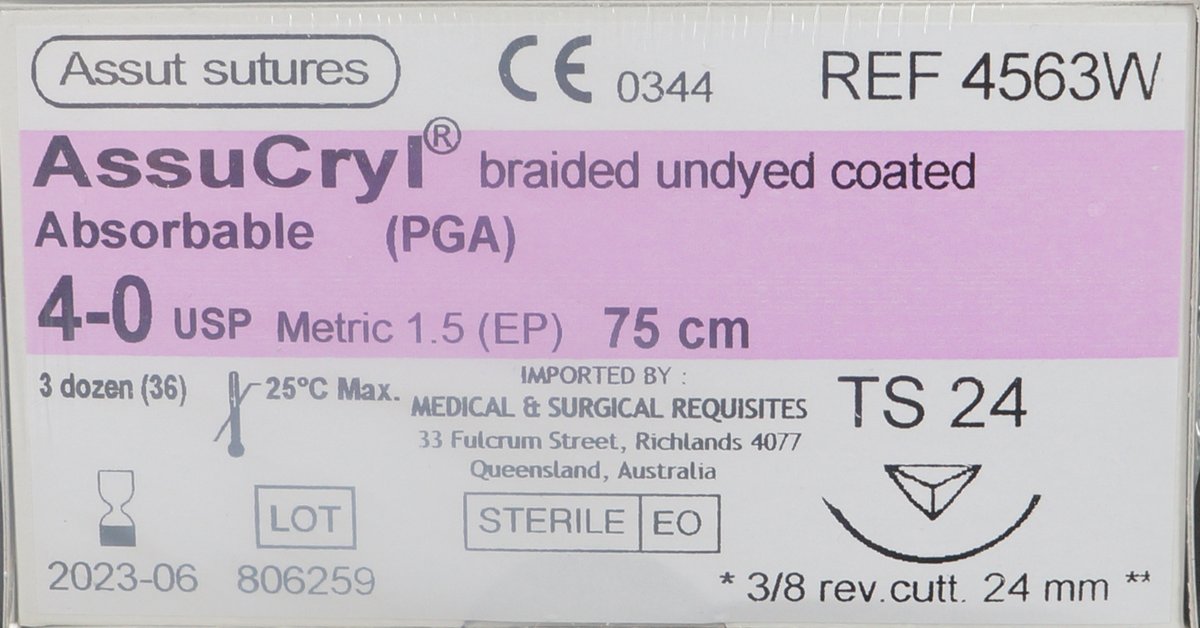 Assut sutures
CE 0344
REF 4563W
AssuCryl® braided undyed coated
Absorbable (PGA)
4-0 USP Metric 1.5 (EP) 75 cm
3 dozen (36)
25°C Max.
IMPORTED BY :
MEDICAL & SURGICAL REQUISITES
33 Fulcrum Street, Richlands 4077
Queensland, Australia
TS 24
LOT
STERILE EO
2023-06
806259
* 3/8 rev.cutt. 24 mm **